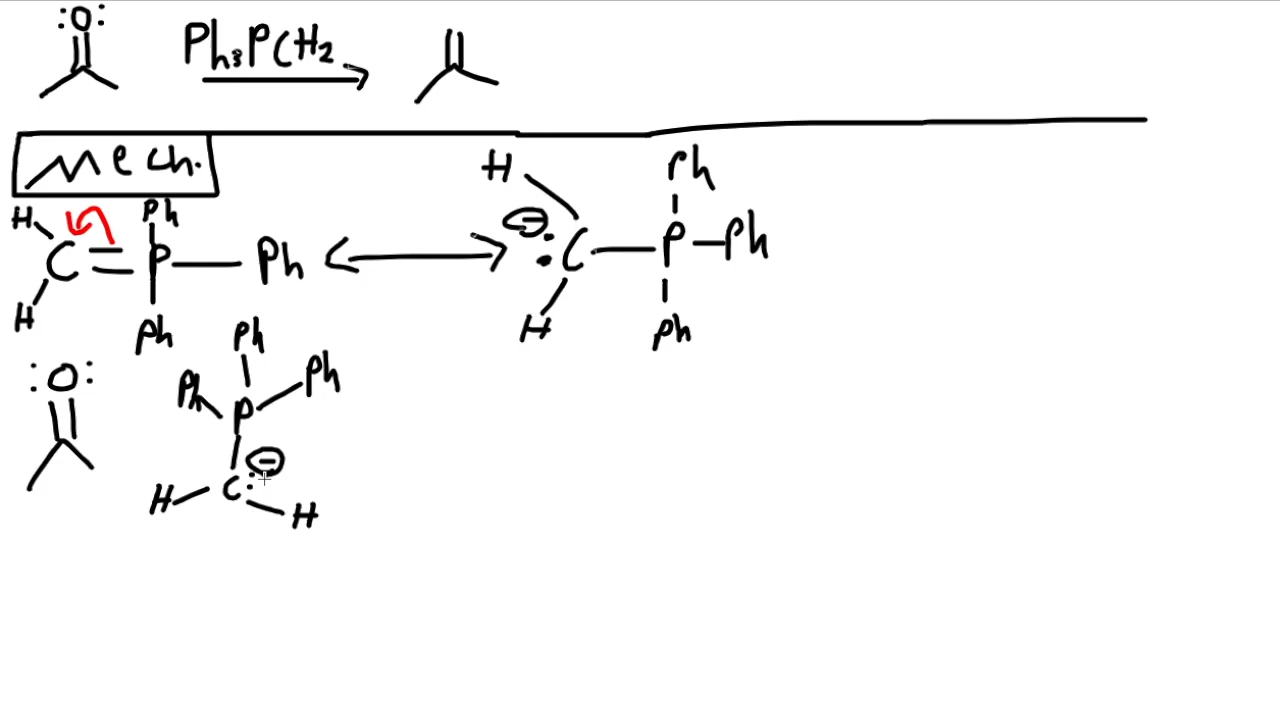 :O: Ph₃PCH₂
Mech.
H Ph H ⊖ Ph
C=P—Ph :C—P—Ph
H Ph H Ph
:O: Ph
Ph P Ph
⊖
H C: H